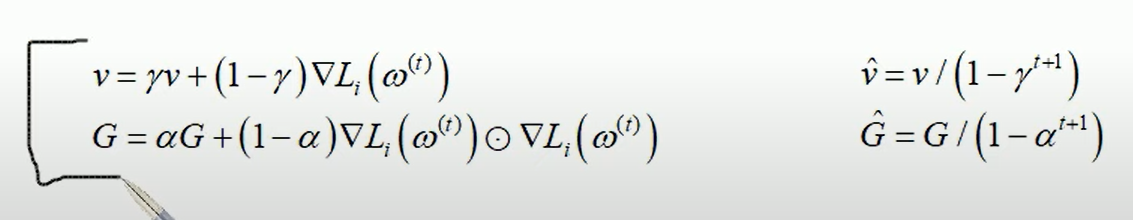 v = γv + (1 − γ)∇L_i(ω^(t))
v̂ = v / (1 − γ^{t+1})
G = αG + (1 − α)∇L_i(ω^(t)) ⊙ ∇L_i(ω^(t))
Ĝ = G / (1 − α^{t+1})